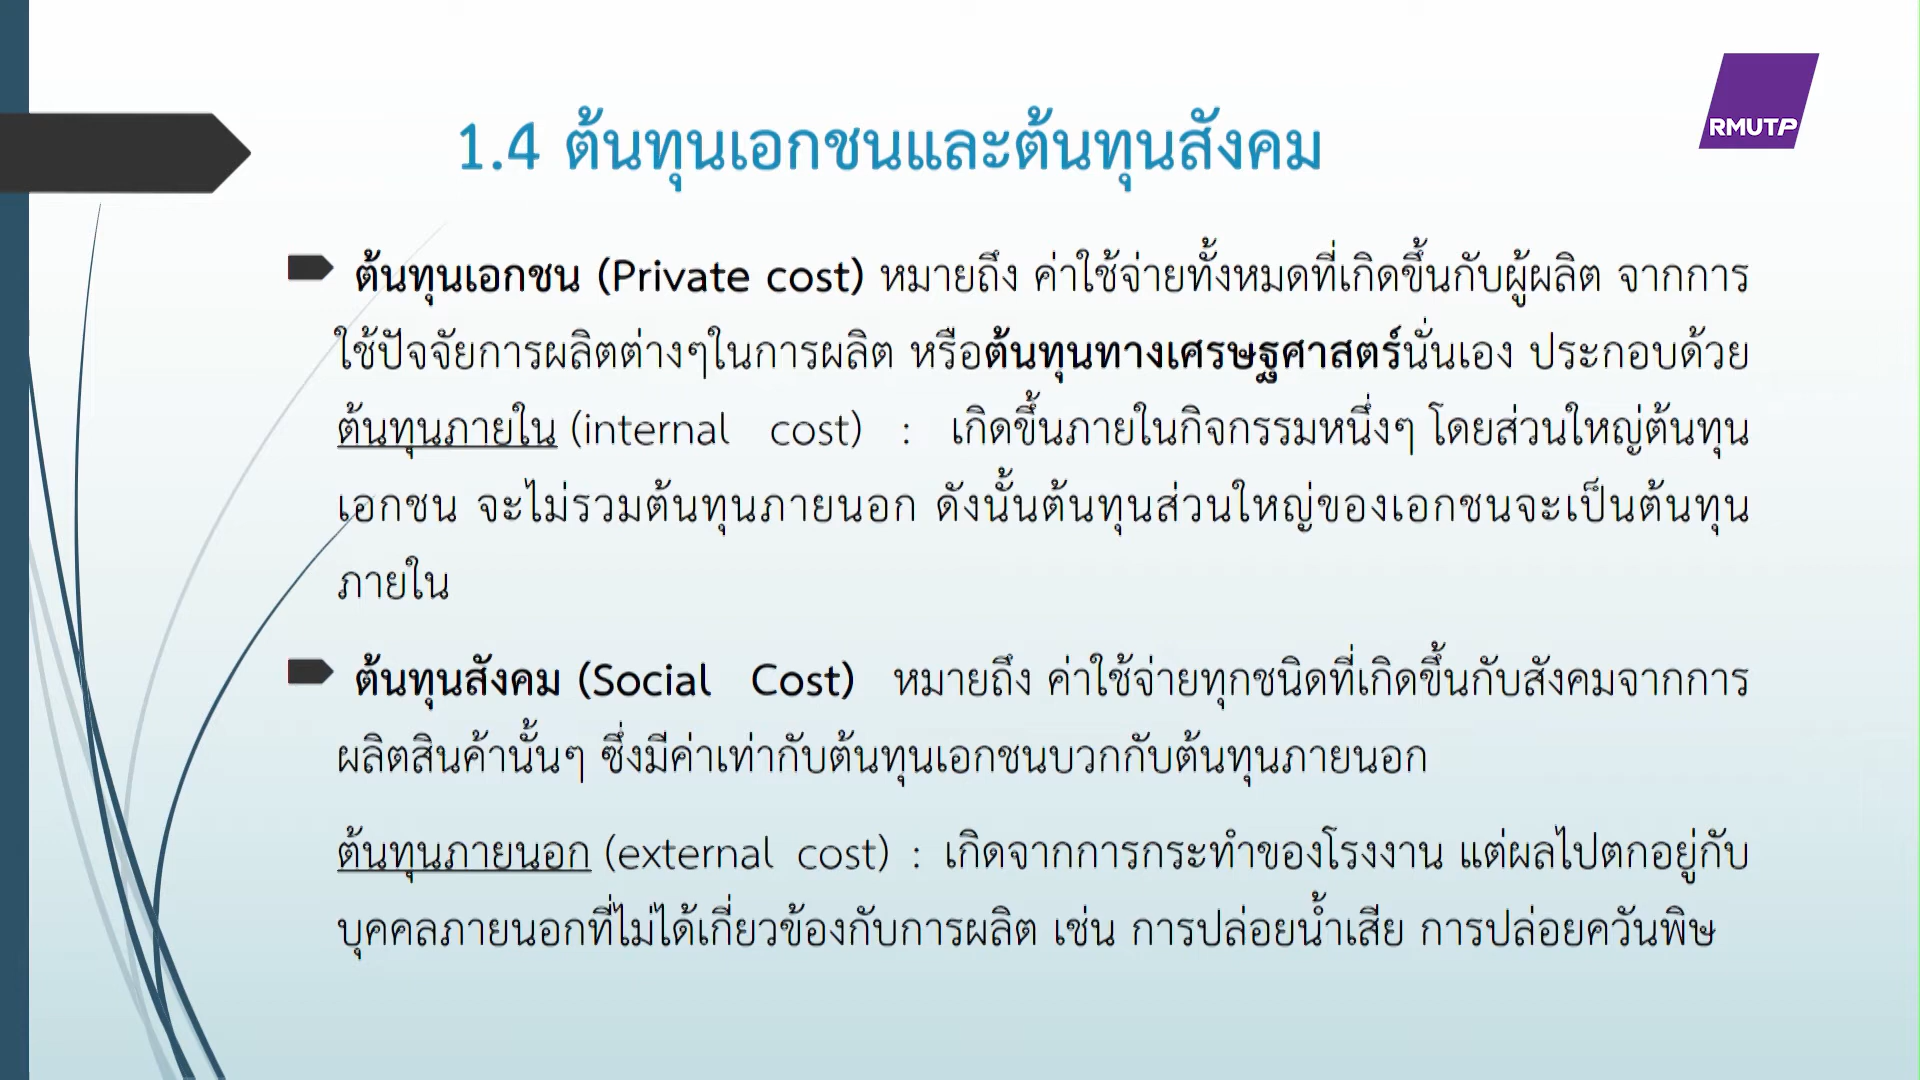 RMUTP
1.4 ต้นทุนเอกชนและต้นทุนสังคม
ต้นทุนเอกชน (Private cost) หมายถึง ค่าใช้จ่ายทั้งหมดที่เกิดขึ้นกับผู้ผลิต จากการ
ใช้ปัจจัยการผลิตต่างๆในการผลิต หรือต้นทุนทางเศรษฐศาสตร์นั่นเอง ประกอบด้วย
ต้นทุนภายใน (internal cost) : เกิดขึ้นภายในกิจกรรมหนึ่งๆ โดยส่วนใหญ่ต้นทุน
เอกชน จะไม่รวมต้นทุนภายนอก ดังนั้นต้นทุนส่วนใหญ่ของเอกชนจะเป็นต้นทุน
ภายใน
ต้นทุนสังคม (Social Cost) หมายถึง ค่าใช้จ่ายทุกชนิดที่เกิดขึ้นกับสังคมจากการ
ผลิตสินค้านั้นๆ ซึ่งมีค่าเท่ากับต้นทุนเอกชนบวกกับต้นทุนภายนอก
ต้นทุนภายนอก (external cost) : เกิดจากการกระทำของโรงงาน แต่ผลไปตกอยู่กับ
บุคคลภายนอกที่ไม่ได้เกี่ยวข้องกับการผลิต เช่น การปล่อยน้ำเสีย การปล่อยควันพิษ